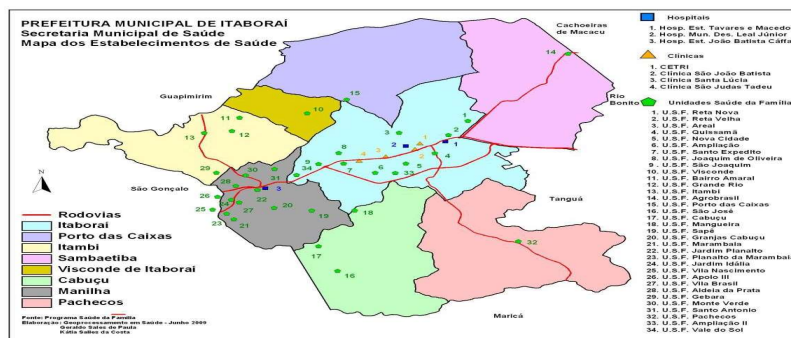 PREFEITURA MUNICIPAL DE ITABORAÍ
Secretaria Municipal de Saúde
Mapa dos Estabelecimentos de Saúde
Cachoeiras
de Macacu
Guapimirim
Rio
Bonito
São Gonçalo
Tanguá
Maricá
N
Rodovias
Itaboraí
Porto das Caixas
Itambi
Sambaetiba
Visconde de Itaboraí
Cabuçu
Manilha
Pachecos
Fonte: Programa Saúde da Família
Elaboração : Geoprocessamento em Saúde - Junho 2009
Geraldo Sales de Paula
Kátia Salles da Costa
Hospitais
1. Hosp. Est. Tavares e Macedo
2. Hosp. Mun. Des. Leal Júnior
3. Hosp. Est. João Batista Cáffaro
Clínicas
1. CETRI
2. Clínica São João Batista
3. Clínica Santa Lúcia
4. Clínica São Judas Tadeu
Unidades Saúde da Família
1. U.S.F. Reta Nova
2. U.S.F. Reta Velha
3. U.S.F. Areal
4. U.S.F. Quissamã
5. U.S.F. Nova Cidade
6. U.S.F. Ampliação
7. U.S.F. Santo Expedito
8. U.S.F. Joaquim de Oliveira
9. U.S.F. São Joaquim
10. U.S.F. Visconde
11. U.S.F. Bairro Amaral
12. U.S.F. Grande Rio
13. U.S.F. Itambi
14. U.S.F. Agrobrasil
15. U.S.F. Porto das Caixas
16. U.S.F. São José
17. U.S.F. Cabuçu
18. U.S.F. Mangueira
19. U.S.F. Sapê
20. U.S.F. Granjas Cabuçu
21. U.S.F. Marambaia
22. U.S.F. Jardim Planalto
23. U.S.F. Planalto da Marambaia
24. U.S.F. Jardim Idália
25. U.S.F. Vila Nascimento
26. U.S.F. Apolo III
27. U.S.F. Vila Brasil
28. U.S.F. Aldeia da Prata
29. U.S.F. Gebara
30. U.S.F. Monte Verde
31. U.S.F. Santo Antonio
32. U.S.F. Pachecos
33. U.S.F. Ampliação II
34. U.S.F. Vale do Sol